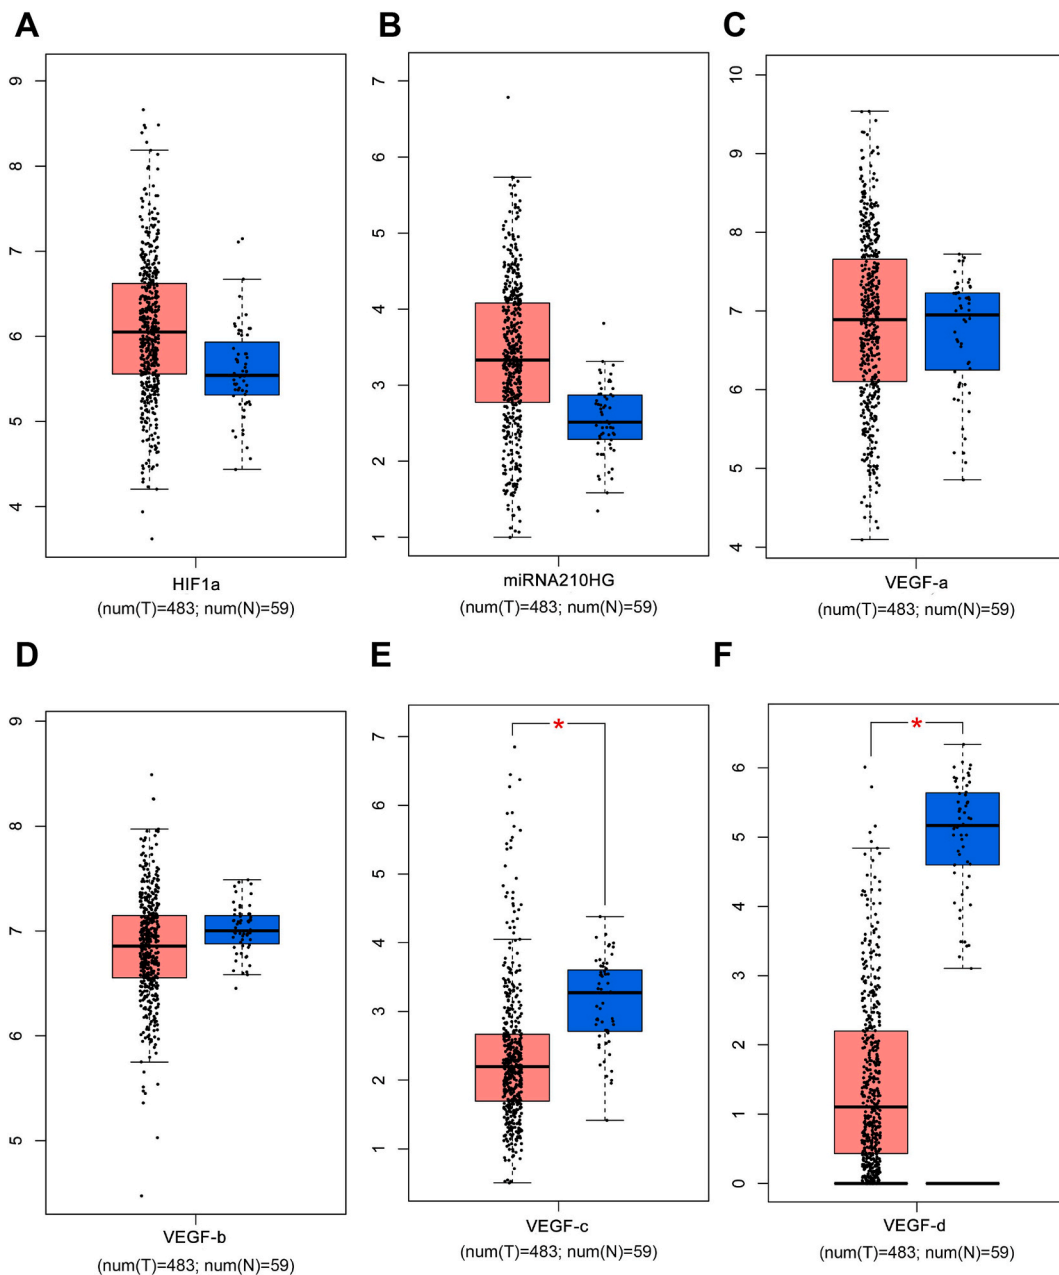 A
B
C
9
8
7
6
5
4
7
6
5
4
3
2
1
10
9
8
7
6
5
4
HIF1a
(num(T)=483; num(N)=59)
miRNA210HG
(num(T)=483; num(N)=59)
VEGF-a
(num(T)=483; num(N)=59)
D
E
F
9
8
7
6
5
7
6
5
4
3
2
1
*
6
5
4
3
2
1
0
*
VEGF-b
(num(T)=483; num(N)=59)
VEGF-c
(num(T)=483; num(N)=59)
VEGF-d
(num(T)=483; num(N)=59)